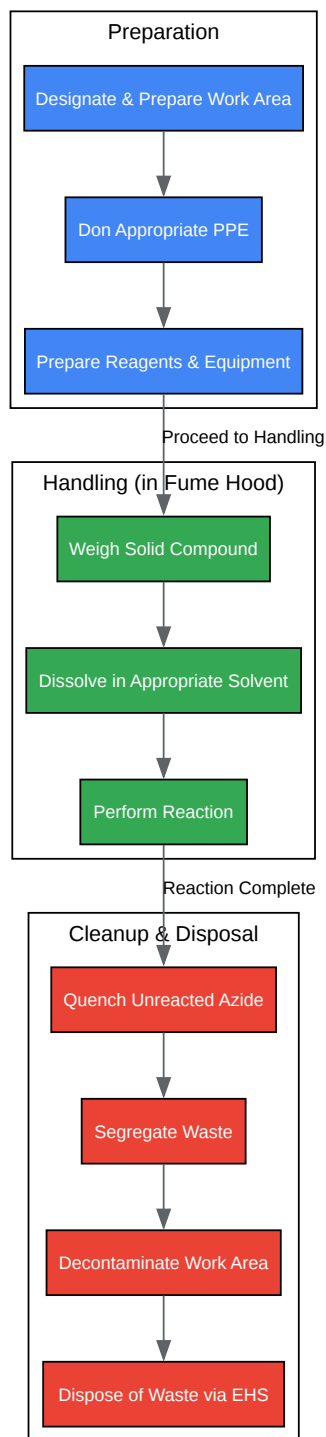 Preparation
Designate & Prepare Work Area
Don Appropriate PPE
Prepare Reagents & Equipment
Proceed to Handling
Handling (in Fume Hood)
Weigh Solid Compound
Dissolve in Appropriate Solvent
Perform Reaction
Reaction Complete
Cleanup & Disposal
Quench Unreacted Azide
Segregate Waste
Decontaminate Work Area
Dispose of Waste via EHS